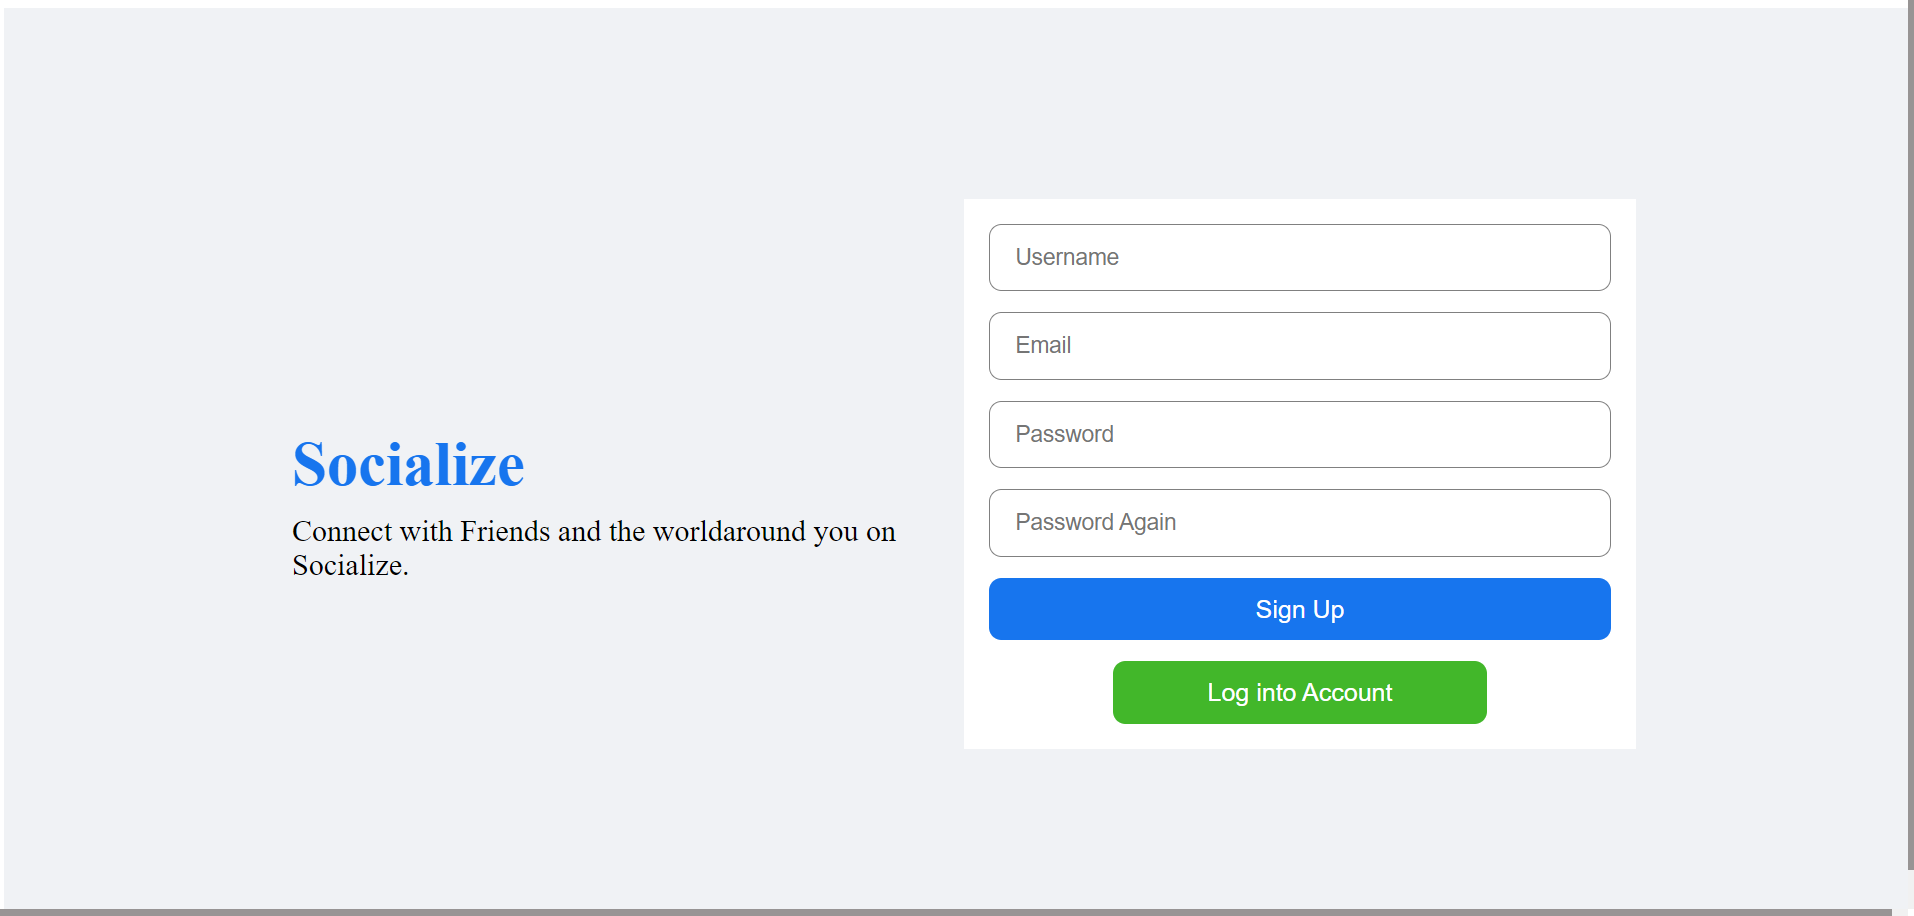 Socialize
Connect with Friends and the worldaround you on
Socialize.
Username
Email
Password
Password Again
Sign Up
Log into Account